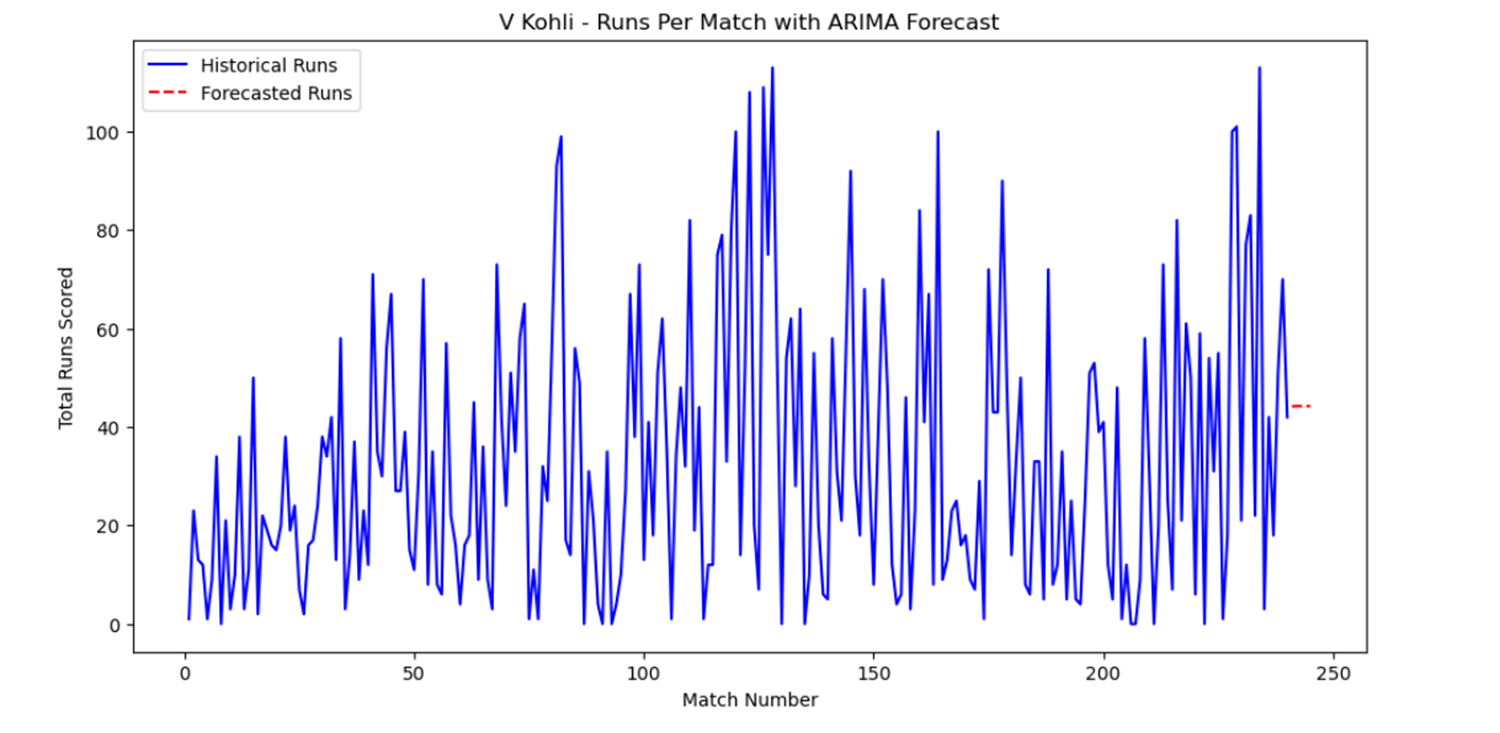 V Kohli - Runs Per Match with ARIMA Forecast
Historical Runs
Forecasted Runs
Total Runs Scored
100
80
60
40
20
0
0 50 100 150 200 250
Match Number